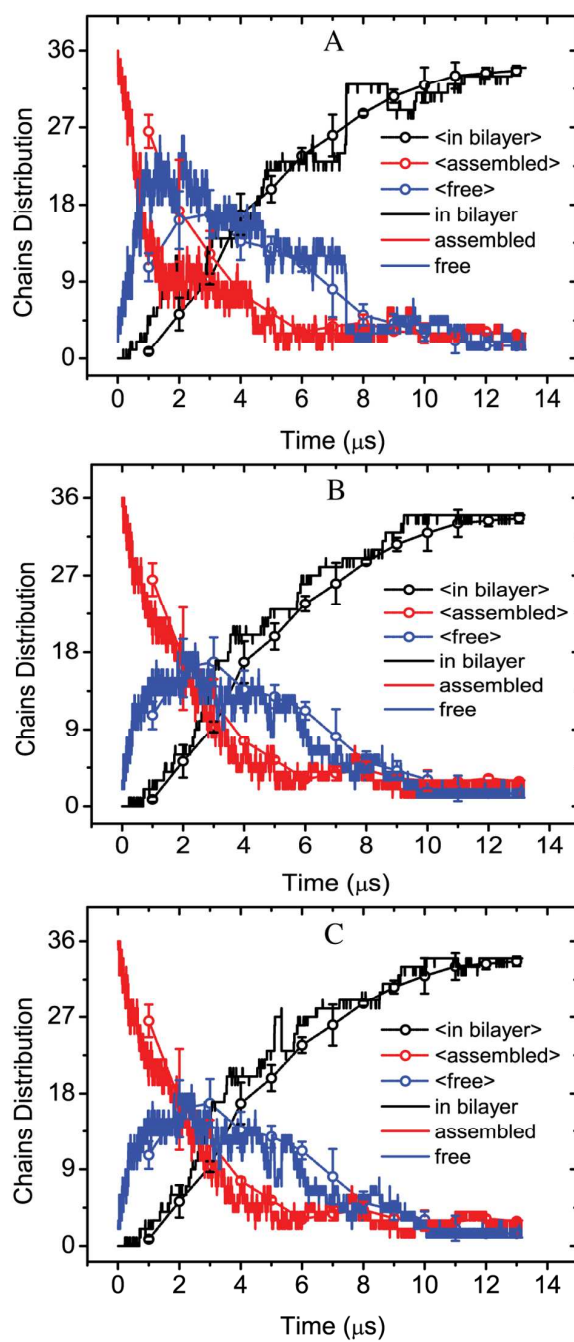 A
36
27
18
9
0
Chains Distribution
<in bilayer>
<assembled>
<free>
in bilayer
assembled
free
0 2 4 6 8 10 12 14
Time (μs)
B
36
27
18
9
0
Chains Distribution
<in bilayer>
<assembled>
<free>
in bilayer
assembled
free
0 2 4 6 8 10 12 14
Time (μs)
C
36
27
18
9
0
Chains Distribution
<in bilayer>
<assembled>
<free>
in bilayer
assembled
free
0 2 4 6 8 10 12 14
Time (μs)